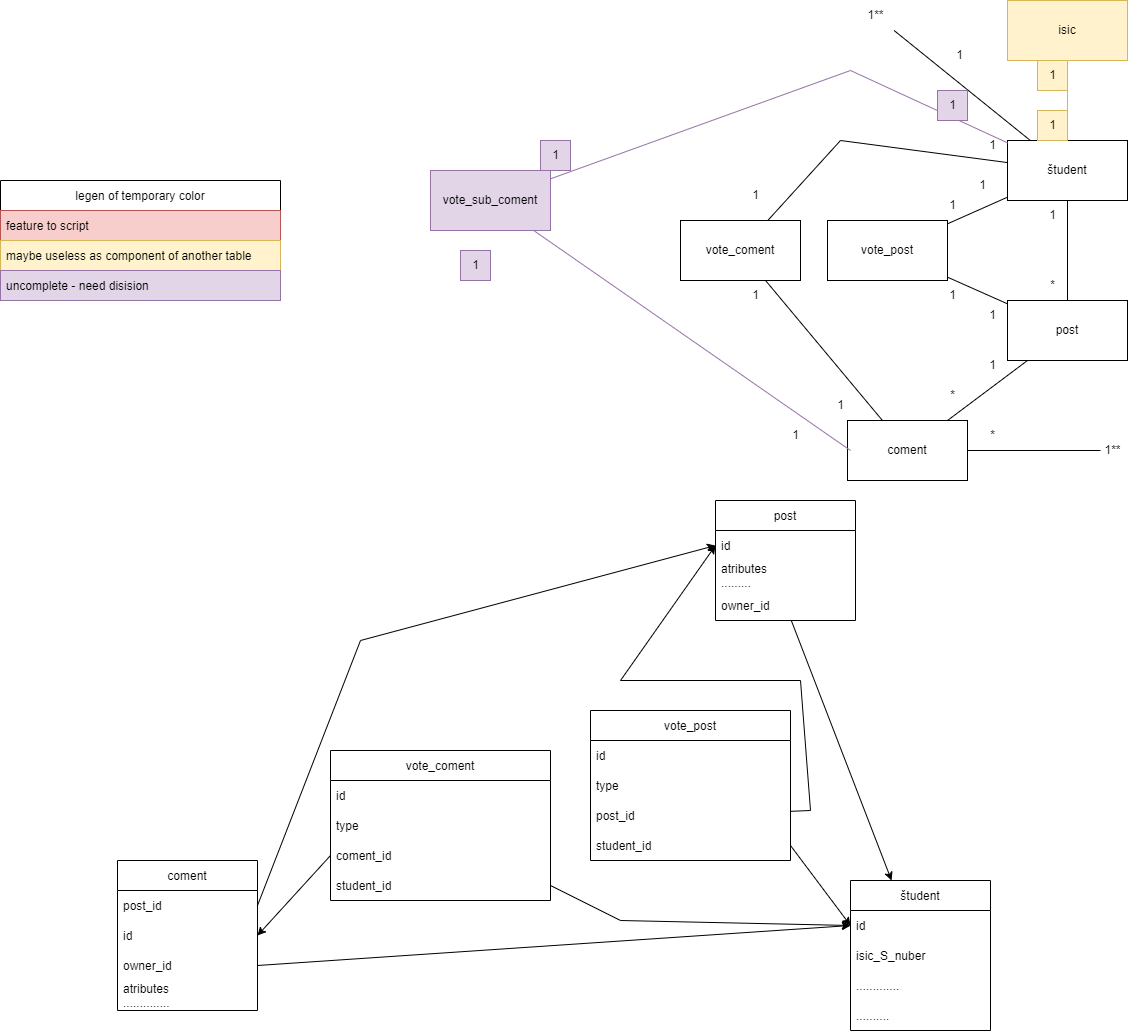 1**
isic
1
1
1
1
1
1
študent
vote_sub_coment
legen of temporary color
feature to script
maybe useless as component of another table
uncomplete - need disision
1
1
1
1
1
vote_coment
vote_post
1
*
1
1
1
post
1
*
1
1
*
1**
coment
post
id
atributes
.........
owner_id
vote_post
id
type
post_id
student_id
vote_coment
id
type
coment_id
student_id
coment
post_id
id
owner_id
atributes
..............
študent
id
isic_S_nuber
.............
..........